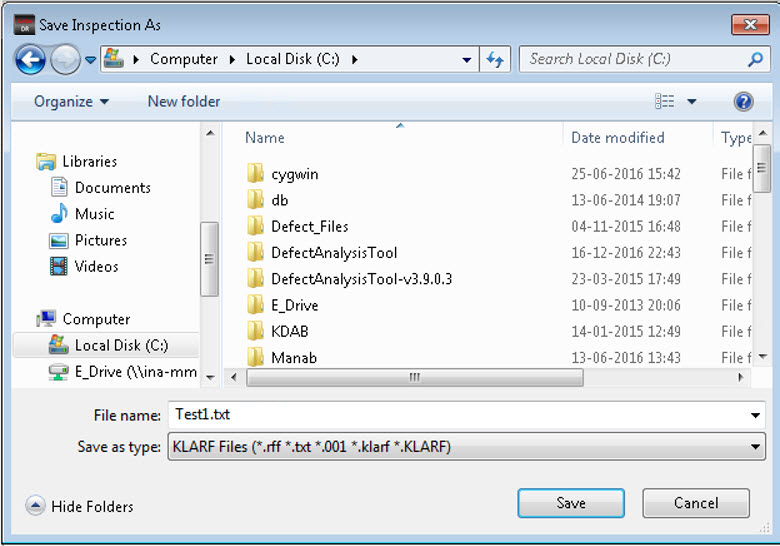 DR Save Inspection As
Computer Local Disk (C:) Search Local Disk (C:)
Organize New folder
Name Date modified Type
Libraries
Documents
Music
Pictures
Videos
Computer
Local Disk (C:)
E_Drive (\\ina-mm
cygwin 25-06-2016 15:42 File f
db 13-06-2014 19:07 File f
Defect_Files 04-11-2015 16:48 File f
DefectAnalysisTool 16-12-2016 22:43 File f
DefectAnalysisTool-v3.9.0.3 23-03-2015 17:49 File f
E_Drive 10-09-2013 20:06 File f
KDAB 14-01-2015 12:49 File f
Manab 13-06-2016 13:43 File f
File name: Test1.txt
Save as type: KLARF Files (*.rff *.txt *.001 *.klarf *.KLARF)
Hide Folders Save Cancel